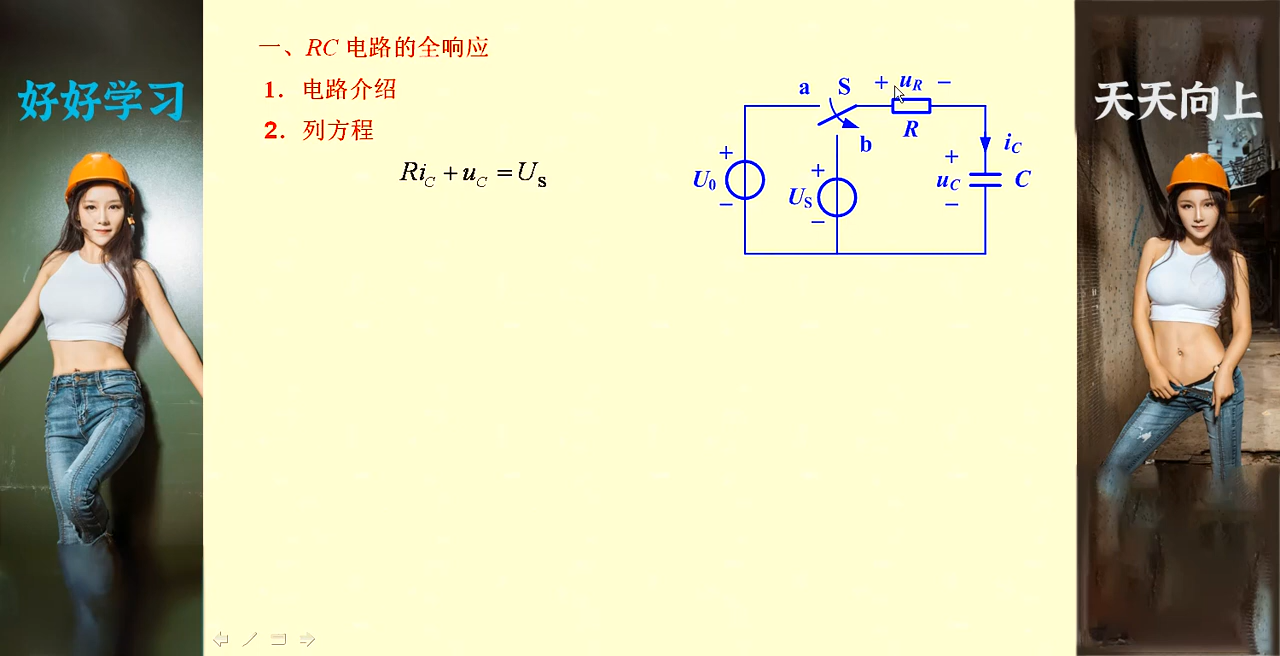 好好学习
一、RC 电路的全响应
1. 电路介绍
2. 列方程
Ri_C + u_C = U_S
a S + u_R −
R
b
i_C
+
U_0
−
+
U_S
−
+
u_C C
−
天天向上